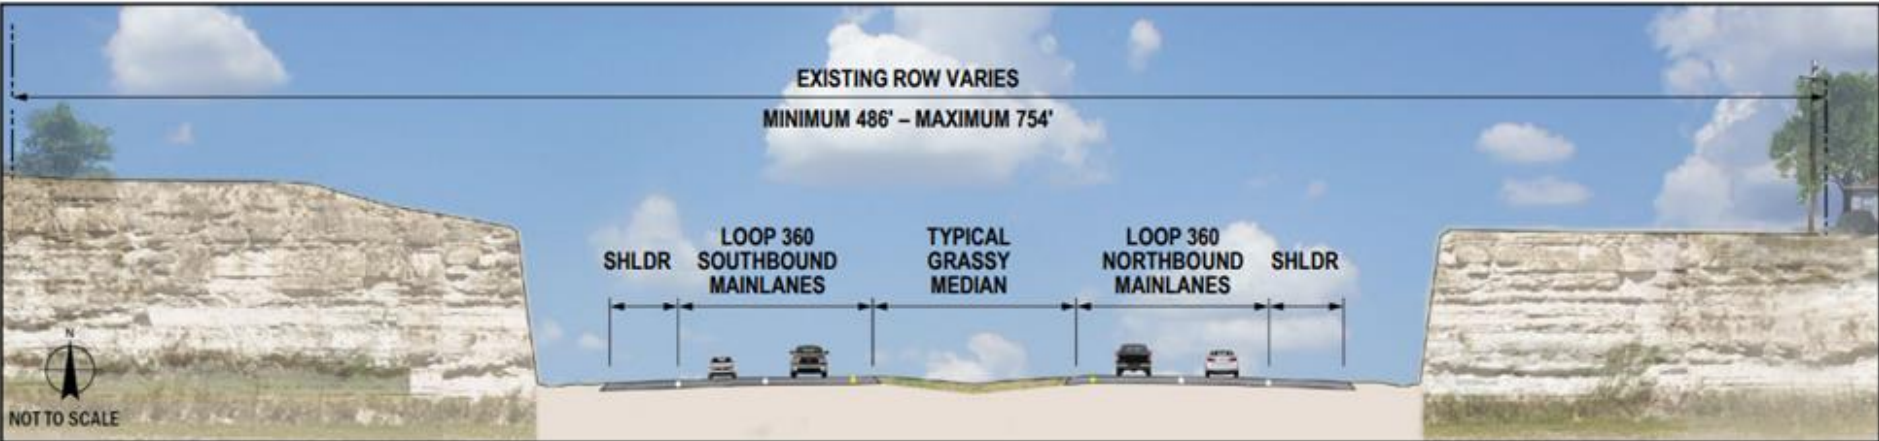 EXISTING ROW VARIES
MINIMUM 486' – MAXIMUM 754'
SHLDR
LOOP 360
SOUTHBOUND
MAINLANES
TYPICAL
GRASSY
MEDIAN
LOOP 360
NORTHBOUND
MAINLANES
SHLDR
N
NOT TO SCALE